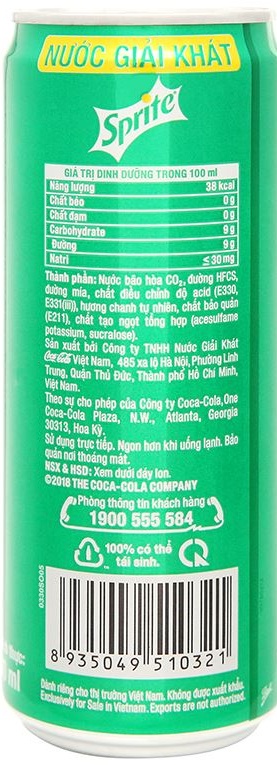 NƯỚC GIẢI KHÁT
Sprite
GIÁ TRỊ DINH DƯỠNG TRONG 100 ml
Năng lượng 38 kcal
Chất béo 0 g
Chất đạm 0 g
Carbohydrate 9 g
Đường 9 g
Natri ≤ 30 mg
Thành phần: Nước bão hòa CO₂, đường HFCS,
đường mía, chất điều chỉnh độ acid (E330,
E331(iii)), hương chanh tự nhiên, chất bảo quản
(E211), chất tạo ngọt tổng hợp (acesulfame
potassium, sucralose).
Sản xuất bởi Công ty TNHH Nước Giải Khát
Coca-Cola Việt Nam, 485 xa lộ Hà Nội, Phường Linh
Trung, Quận Thủ Đức, Thành phố Hồ Chí Minh,
Việt Nam.
Theo sự cho phép của Công ty Coca-Cola, One
Coca-Cola Plaza, N.W., Atlanta, Georgia
30313, Hoa Kỳ.
Sử dụng trực tiếp. Ngon hơn khi uống lạnh. Bảo
quản nơi thoáng mát.
NSX & HSD: Xem dưới đáy lon.
©2018 THE COCA-COLA COMPANY
Phòng thông tin khách hàng
1900 555 584
100% có thể
tái sinh.
0330SO05
8 935049 510321
ml
Dành riêng cho thị trường Việt Nam. Không được xuất khẩu.
Exclusively for Sale in Vietnam. Exports are not authorized.